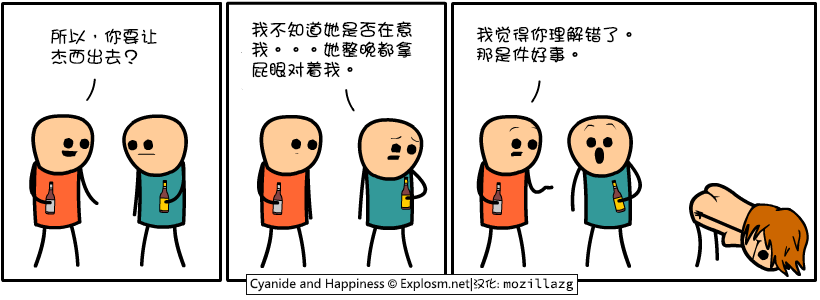 所以，你要让
杰西出去？
我不知道她是否在意
我。。。她整晚都拿
屁眼对着我。
我觉得你理解错了。
那是件好事。
Cyanide and Happiness © Explosm.net|汉化: mozillazg